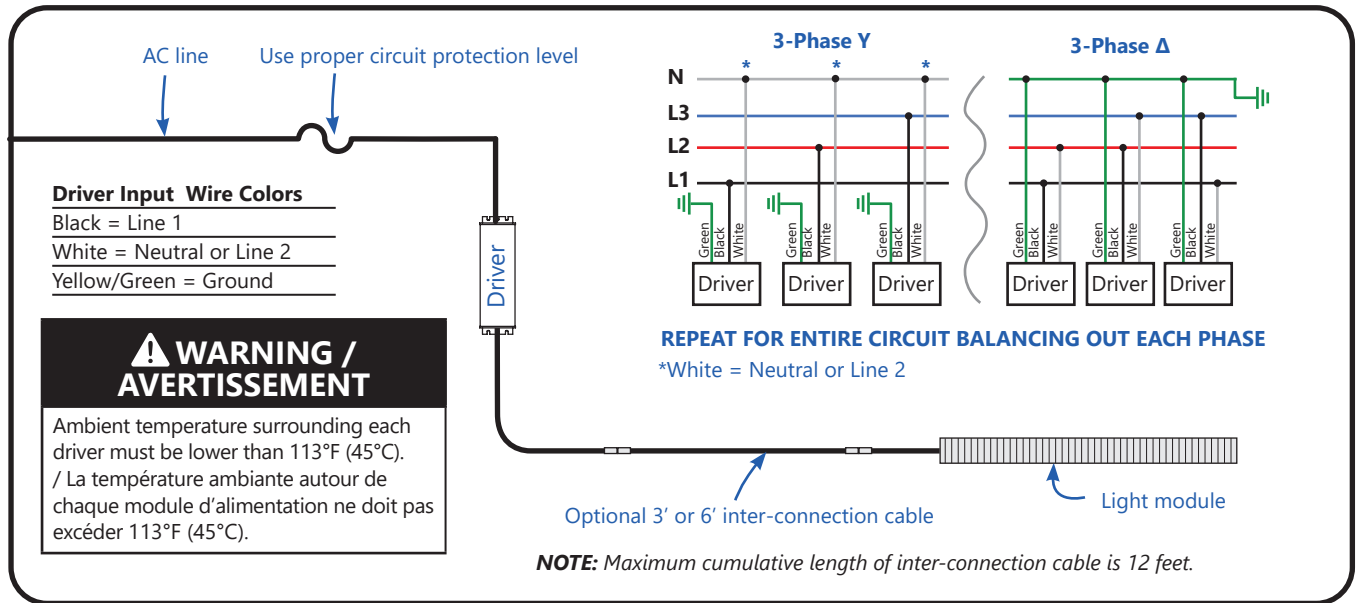 AC line
Use proper circuit protection level
Driver Input Wire Colors
Black = Line 1
White = Neutral or Line 2
Yellow/Green = Ground
WARNING /
AVERTISSEMENT
Ambient temperature surrounding each
driver must be lower than 113°F (45°C).
/ La température ambiante autour de
chaque module d'alimentation ne doit pas
excéder 113°F (45°C).
Driver
3-Phase Y
3-Phase Δ
* * *
N
L3
L2
L1
Green Black White Green Black White Green Black White
Green Black White Green Black White Green Black White
Driver Driver Driver
Driver Driver Driver
REPEAT FOR ENTIRE CIRCUIT BALANCING OUT EACH PHASE
*White = Neutral or Line 2
Optional 3' or 6' inter-connection cable
Light module
NOTE: Maximum cumulative length of inter-connection cable is 12 feet.